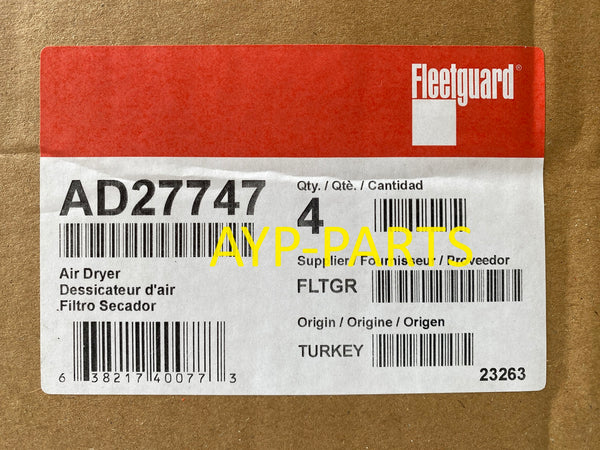 Fleetguard®
AD27747
Qty. / Qtè. / Cantidad
4
AYP-PARTS
Supplier / Fournisseur / Proveedor
FLTGR
Air Dryer
Dessicateur d'air
Filtro Secador
Origin / Origine / Origen
TURKEY
6 38217 40077 3
23263